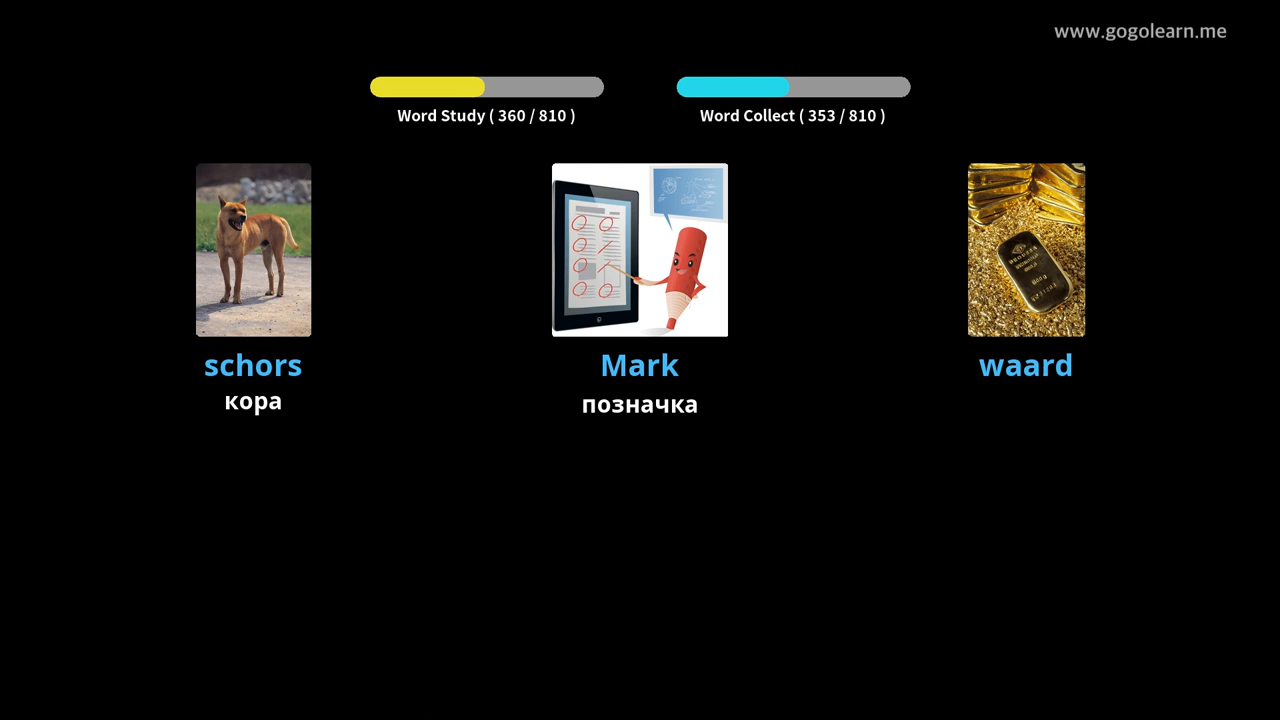 www.gogolearn.me
Word Study ( 360 / 810 )
Word Collect ( 353 / 810 )
schors
кора
Mark
позначка
waard